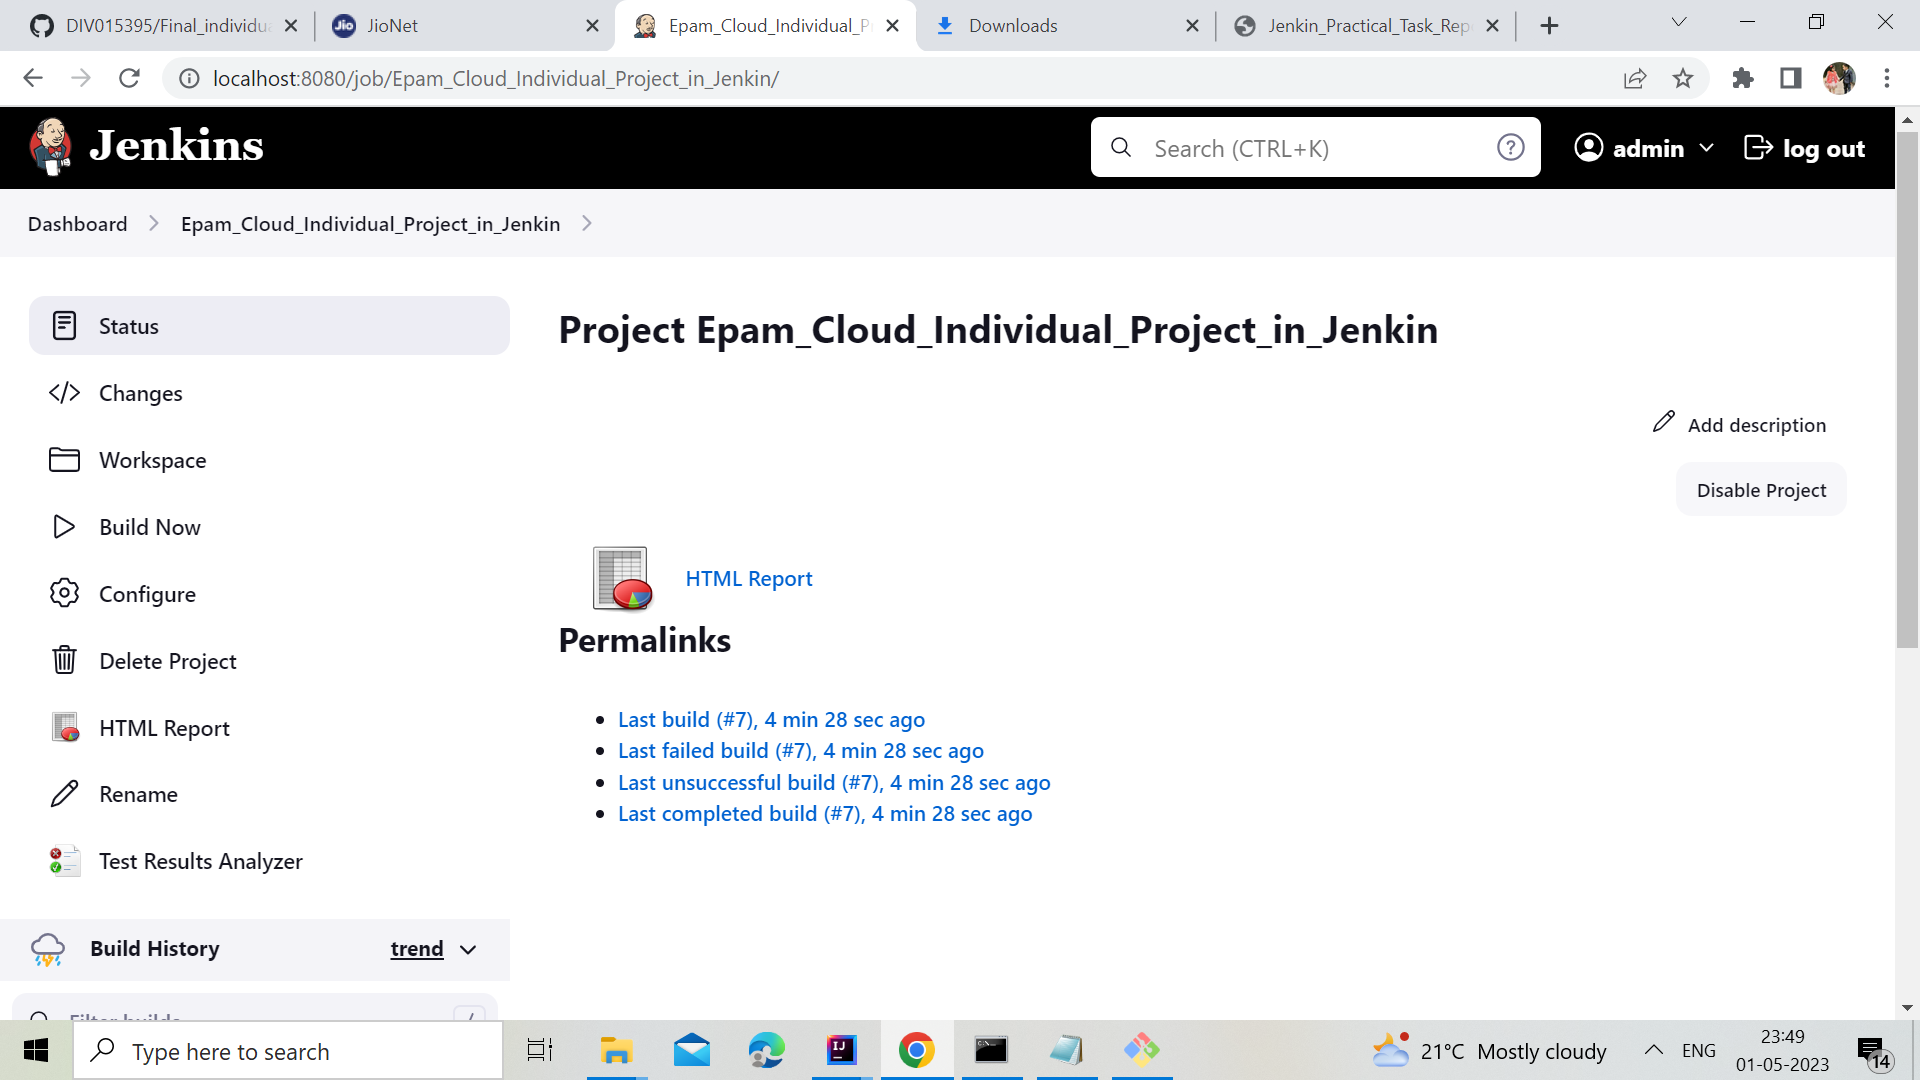 DIV015395/Final_individua
JioNet
Epam_Cloud_Individual_P
Downloads
Jenkin_Practical_Task_Rep
localhost:8080/job/Epam_Cloud_Individual_Project_in_Jenkin/
Jenkins
Search (CTRL+K)
admin
log out
Dashboard
Epam_Cloud_Individual_Project_in_Jenkin
Status
Project Epam_Cloud_Individual_Project_in_Jenkin
Changes
Add description
Workspace
Disable Project
Build Now
HTML Report
Configure
Permalinks
Delete Project
Last build (#7), 4 min 28 sec ago
HTML Report
Last failed build (#7), 4 min 28 sec ago
Last unsuccessful build (#7), 4 min 28 sec ago
Rename
Last completed build (#7), 4 min 28 sec ago
Test Results Analyzer
Build History
trend
Filter builds
/
Type here to search
21°C Mostly cloudy
ENG
23:49
01-05-2023
14